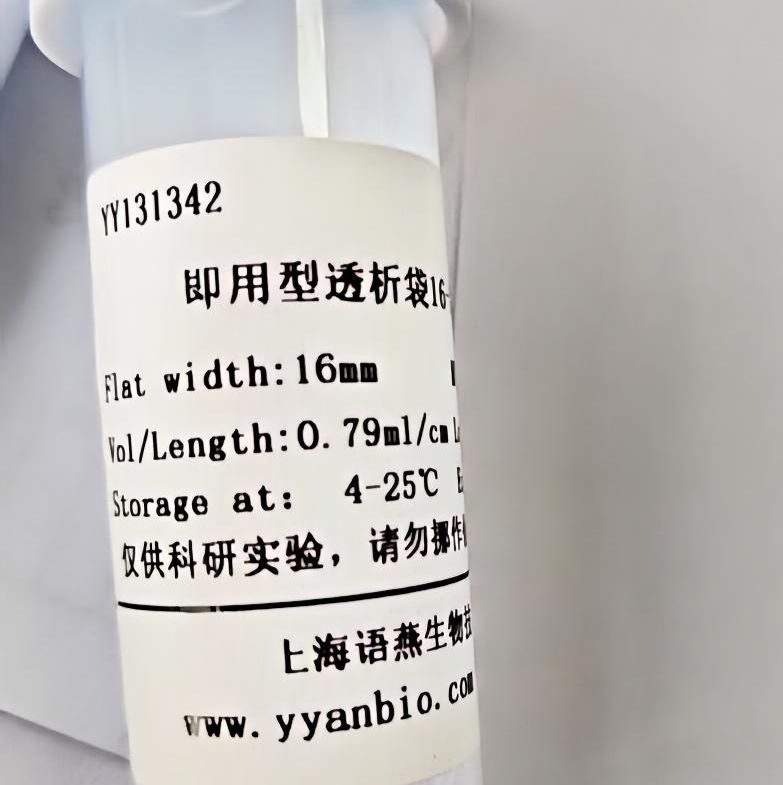 YY131342
即用型透析袋16-
Flat width:16mm
Vol/Length:0.79ml/cm
Storage at: 4-25℃
仅供科研实验，请勿挪作
上海语燕生物技
www.yyanbio.com